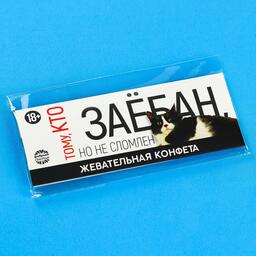 18+
ТОМУ, КТО
ЗАЁБАН,
НО НЕ СЛОМЛЕН
ЖЕВАТЕЛЬНАЯ КОНФЕТА